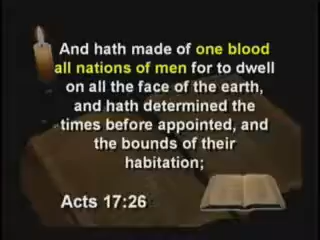 And hath made of one blood
all nations of men for to dwell
on all the face of the earth,
and hath determined the
times before appointed, and
the bounds of their
habitation;
Acts 17:26